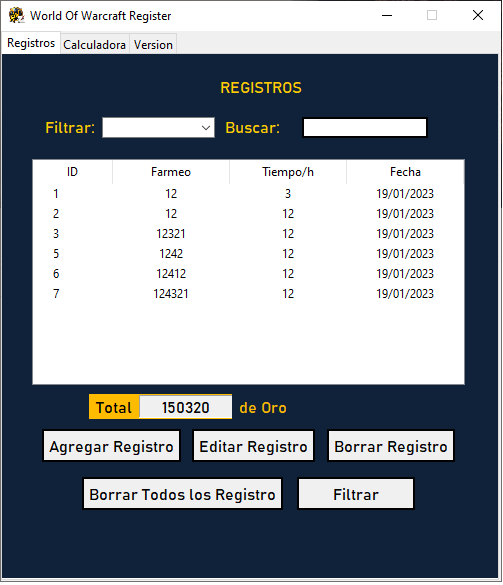 World Of Warcraft Register
Registros Calculadora Version
REGISTROS
Filtrar: Buscar:
ID Farmeo Tiempo/h Fecha
1 12 3 19/01/2023
2 12 12 19/01/2023
3 12321 12 19/01/2023
5 1242 12 19/01/2023
6 12412 12 19/01/2023
7 124321 12 19/01/2023
Total 150320 de Oro
Agregar Registro Editar Registro Borrar Registro
Borrar Todos los Registro Filtrar